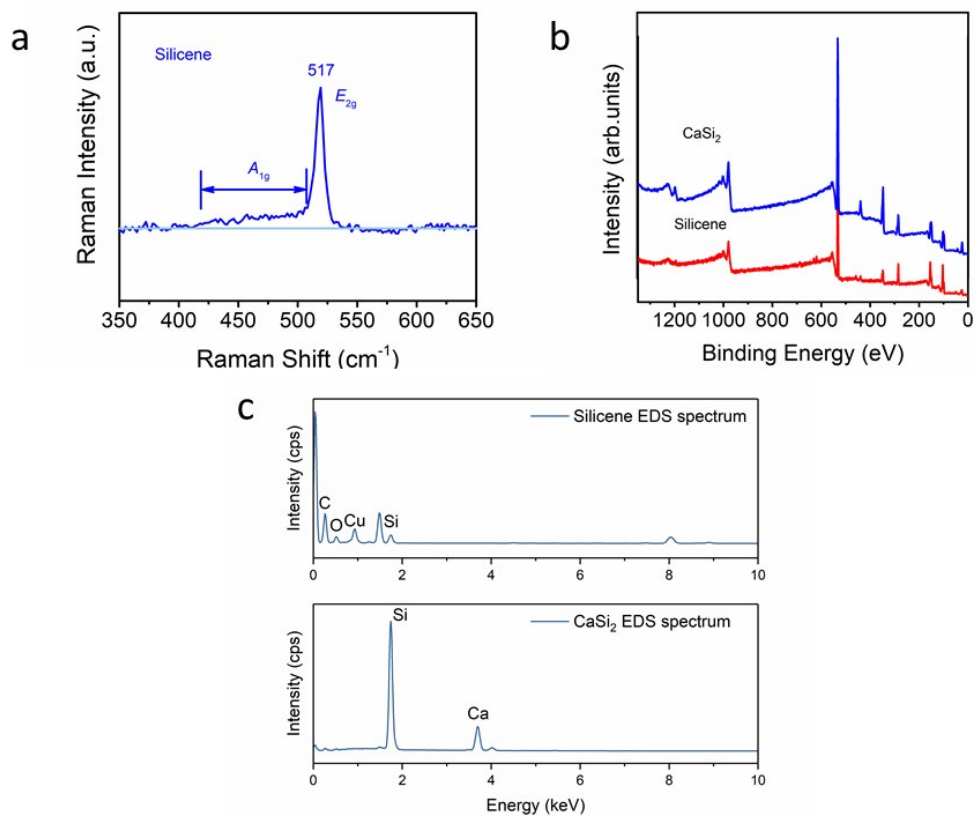 a
Silicene
517
E2g
A1g
Raman Intensity (a.u.)
350 400 450 500 550 600 650
Raman Shift (cm-1)
b
CaSi2
Silicene
Intensity (arb.units)
1200 1000 800 600 400 200 0
Binding Energy (eV)
c
Silicene EDS spectrum
Intensity (cps)
C
O
Cu
Si
0 2 4 6 8 10
CaSi2 EDS spectrum
Intensity (cps)
Si
Ca
0 2 4 6 8 10
Energy (keV)